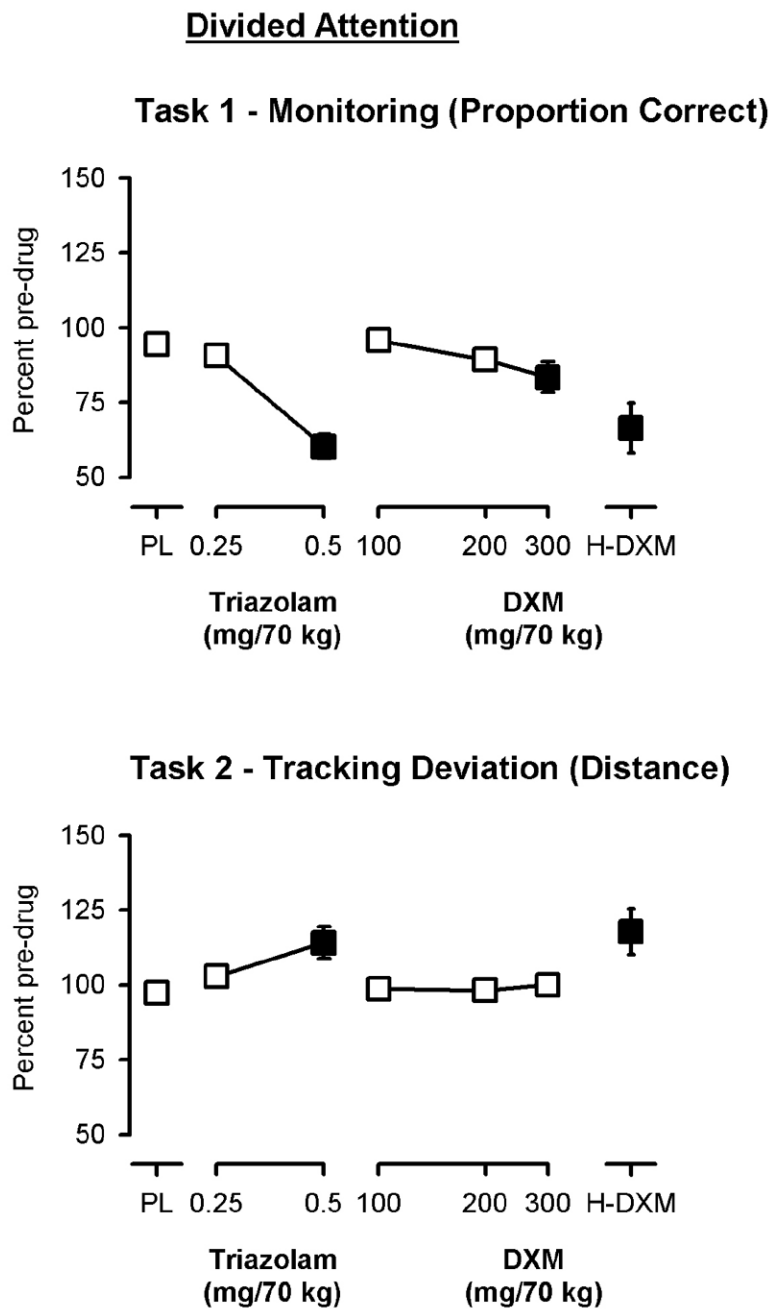 Divided Attention
Task 1 - Monitoring (Proportion Correct)
Percent pre-drug
150
125
100
75
50
PL 0.25 0.5 100 200 300 H-DXM
Triazolam DXM
(mg/70 kg) (mg/70 kg)
Task 2 - Tracking Deviation (Distance)
Percent pre-drug
150
125
100
75
50
PL 0.25 0.5 100 200 300 H-DXM
Triazolam DXM
(mg/70 kg) (mg/70 kg)